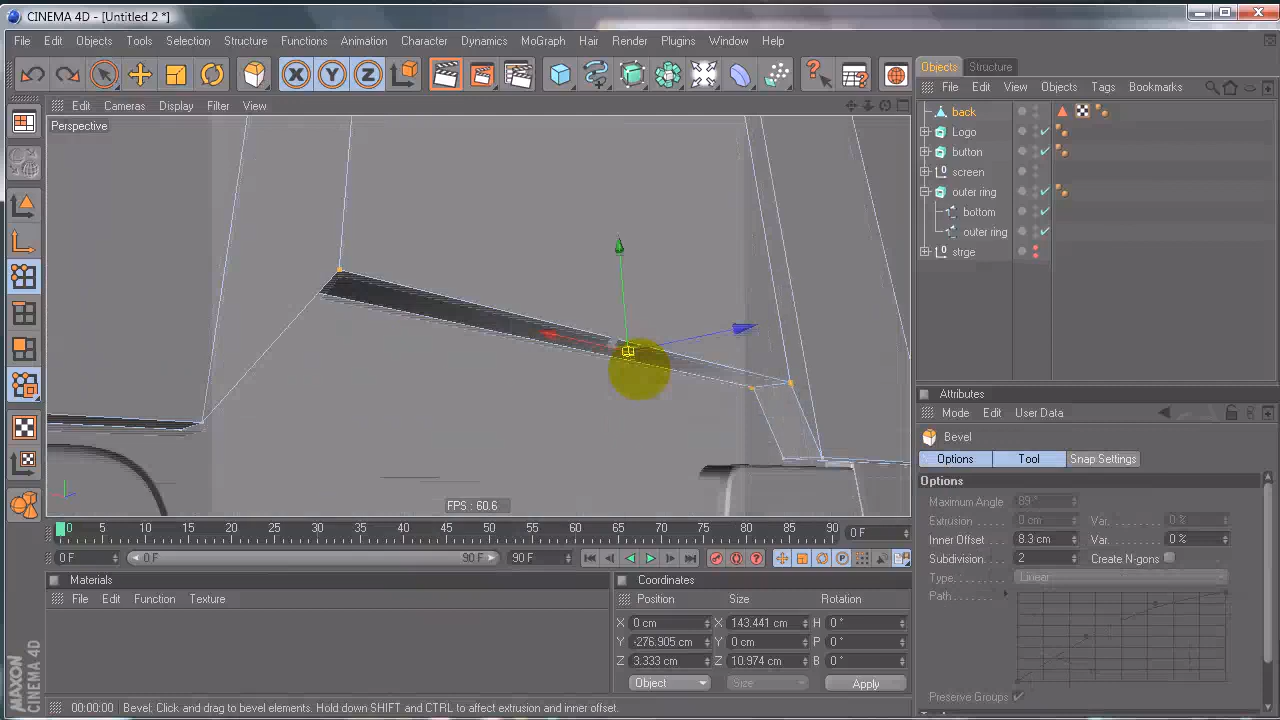 CINEMA 4D - [Untitled 2 *]
File Edit Objects Tools Selection Structure Functions Animation Character Dynamics MoGraph Hair Render Plugins Window Help
X Y Z
Objects Structure
Edit Cameras Display Filter View
File Edit View Objects Tags Bookmarks
Perspective
back
Logo
button
screen
outer ring
bottom
outer ring
strge
Attributes
Mode Edit User Data
Bevel
Options Tool Snap Settings
Options
Maximum Angle 89 °
Extrusion 0 cm Var. 0 %
Inner Offset 8.3 cm Var. 0 %
Subdivision 2 Create N-gons
Type Linear
Path
Preserve Groups
FPS : 60.6
0 5 10 15 20 25 30 35 40 45 50 55 60 65 70 75 80 85 90 0 F
0 F 0 F 90 F 90 F
Materials
File Edit Function Texture
Coordinates
Position Size Rotation
X 0 cm X 143.441 cm H 0 °
Y -276.905 cm Y 0 cm P 0 °
Z 3.333 cm Z 10.974 cm B 0 °
Object Size Apply
MAXON CINEMA 4D
00:00:00 Bevel: Click and drag to bevel elements. Hold down SHIFT and CTRL to affect extrusion and inner offset.